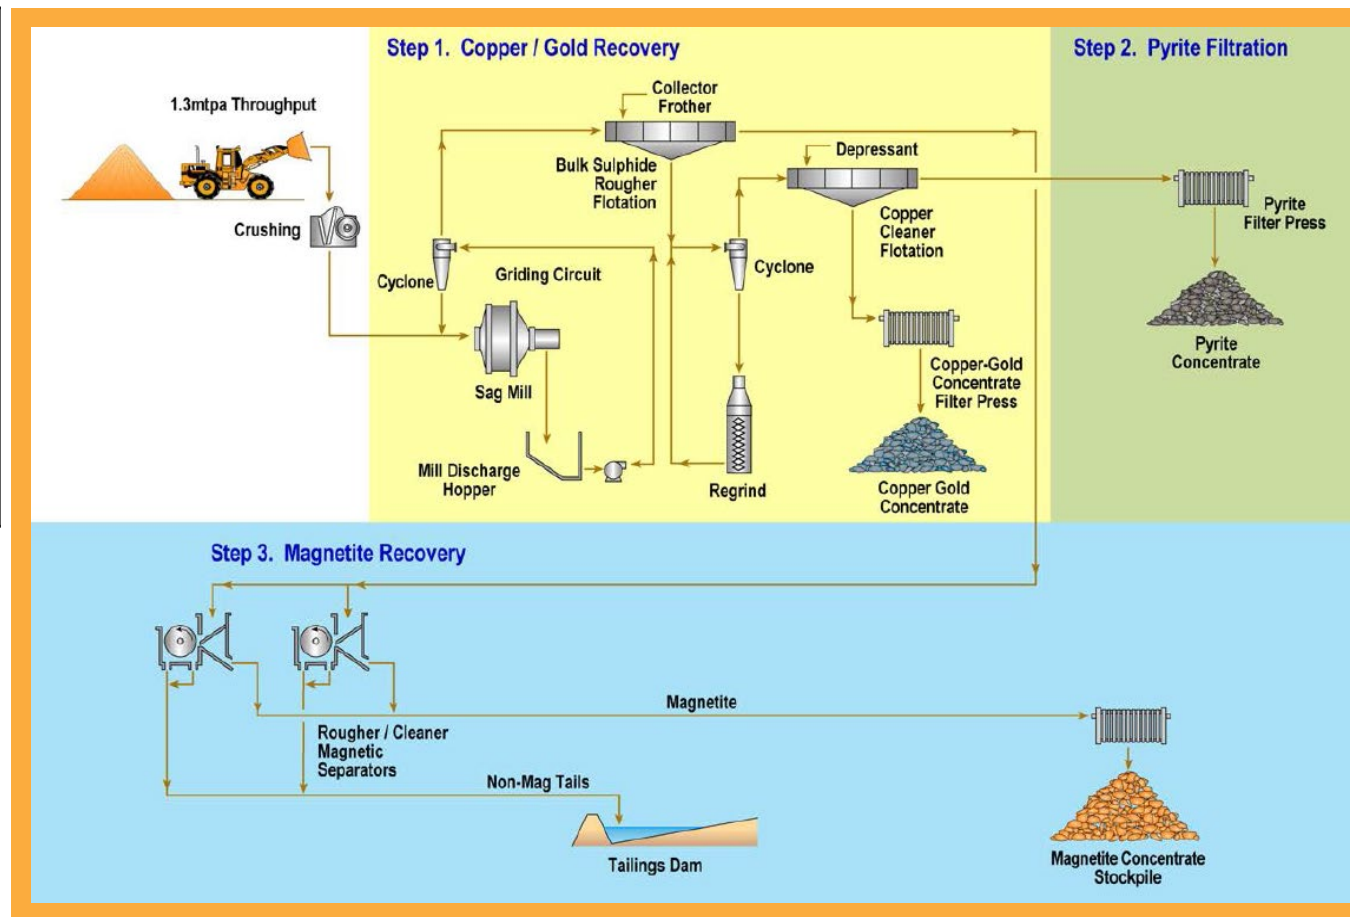 Step 1. Copper / Gold Recovery
Step 2. Pyrite Filtration
1.3mtpa Throughput
Collector
Frother
Depressant
Bulk Sulphide
Rougher
Flotation
Crushing
Copper
Cleaner
Flotation
Pyrite
Filter Press
Cyclone
Griding Circuit
Cyclone
Pyrite
Concentrate
Sag Mill
Copper-Gold
Concentrate
Filter Press
Mill Discharge
Hopper
Regrind
Copper Gold
Concentrate
Step 3. Magnetite Recovery
Magnetite
Rougher / Cleaner
Magnetic
Separators
Non-Mag Tails
Tailings Dam
Magnetite Concentrate
Stockpile